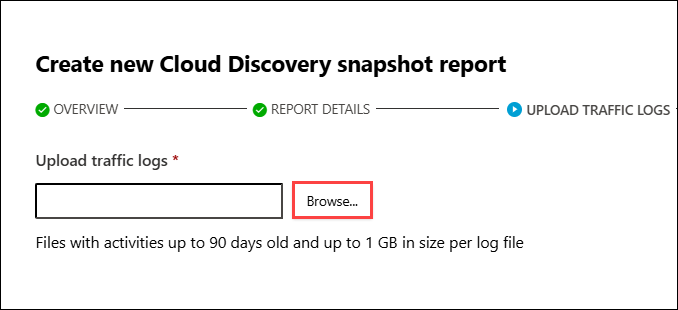 Create new Cloud Discovery snapshot report
OVERVIEW REPORT DETAILS UPLOAD TRAFFIC LOGS
Upload traffic logs *
Browse...
Files with activities up to 90 days old and up to 1 GB in size per log file